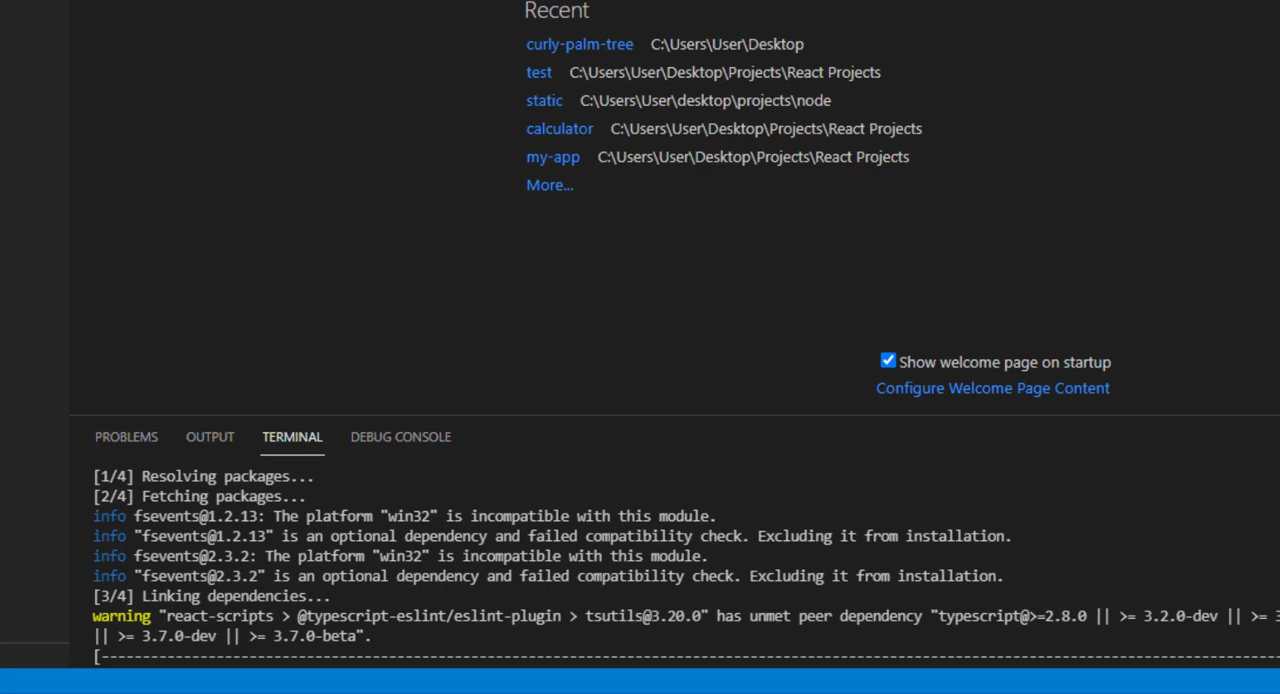 Recent
curly-palm-tree C:\Users\User\Desktop
test C:\Users\User\Desktop\Projects\React Projects
static C:\Users\User\desktop\projects\node
calculator C:\Users\User\Desktop\Projects\React Projects
my-app C:\Users\User\Desktop\Projects\React Projects
More...
Show welcome page on startup
Configure Welcome Page Content
PROBLEMS OUTPUT TERMINAL DEBUG CONSOLE
[1/4] Resolving packages...
[2/4] Fetching packages...
info fsevents@1.2.13: The platform "win32" is incompatible with this module.
info "fsevents@1.2.13" is an optional dependency and failed compatibility check. Excluding it from installation.
info fsevents@2.3.2: The platform "win32" is incompatible with this module.
info "fsevents@2.3.2" is an optional dependency and failed compatibility check. Excluding it from installation.
[3/4] Linking dependencies...
warning "react-scripts > @typescript-eslint/eslint-plugin > tsutils@3.20.0" has unmet peer dependency "typescript@>=2.8.0 || >= 3.2.0-dev || >= 3
|| >= 3.7.0-dev || >= 3.7.0-beta".
[----------------------------------------------------------------------------------------------------------------------------------------------